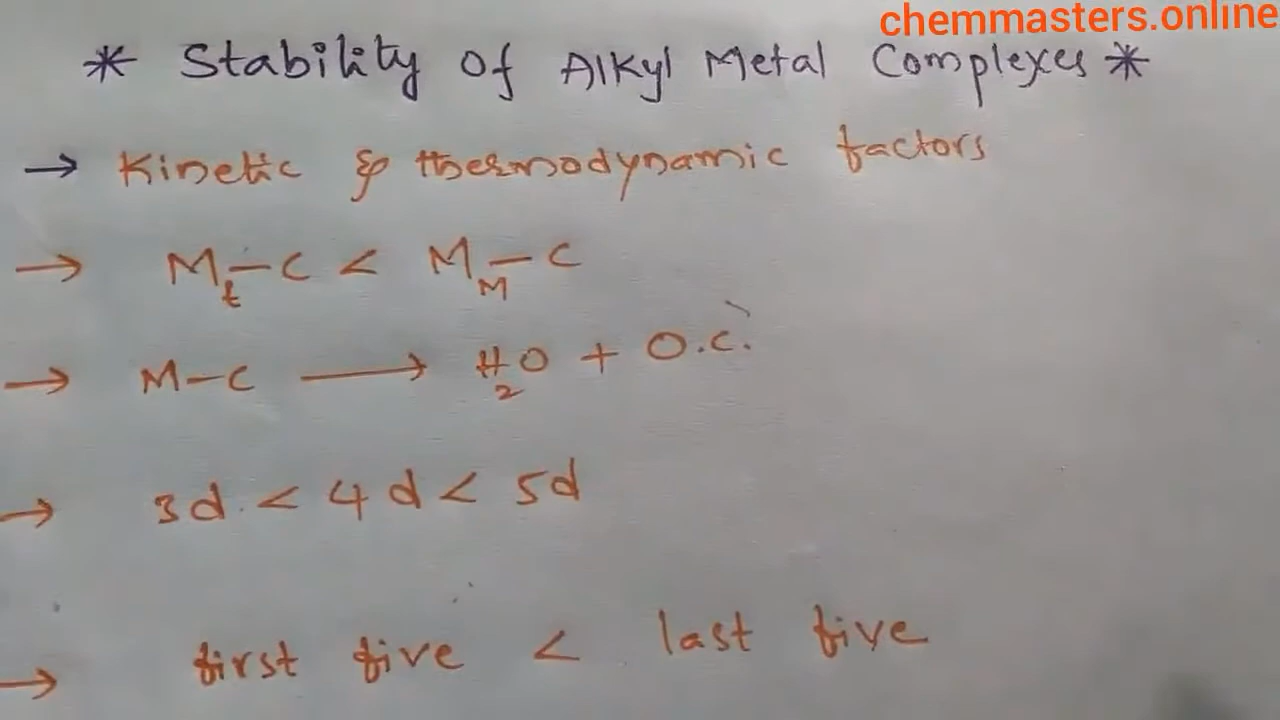 chemmasters.online
* Stability Of Alkyl Metal Complexes *
→ Kinetic & thermodynamic factors
→ Mt-C < MM-C
→ M-C ⟶ H2O + O.C.
→ 3d < 4d < 5d
→ first five < last five